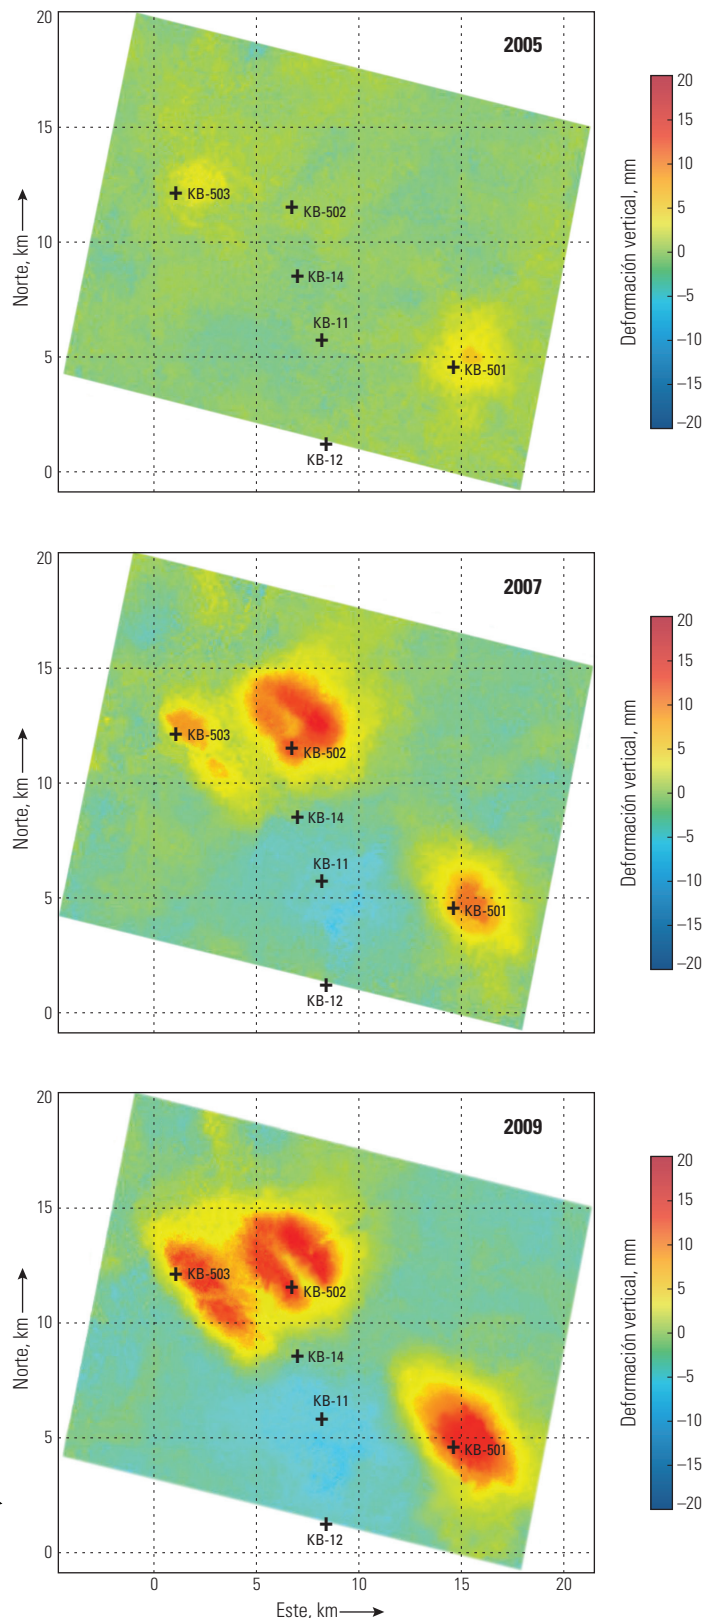 20
2005
15
10
5
0
Norte, km
KB-503
KB-502
KB-14
KB-11
KB-501
KB-12
20
15
10
5
0
–5
–10
–15
–20
Deformación vertical, mm
20
2007
15
10
5
0
Norte, km
KB-503
KB-502
KB-14
KB-11
KB-501
KB-12
20
15
10
5
0
–5
–10
–15
–20
Deformación vertical, mm
20
2009
15
10
5
0
Norte, km
KB-503
KB-502
KB-14
KB-11
KB-501
KB-12
0 5 10 15 20
Este, km
20
15
10
5
0
–5
–10
–15
–20
Deformación vertical, mm